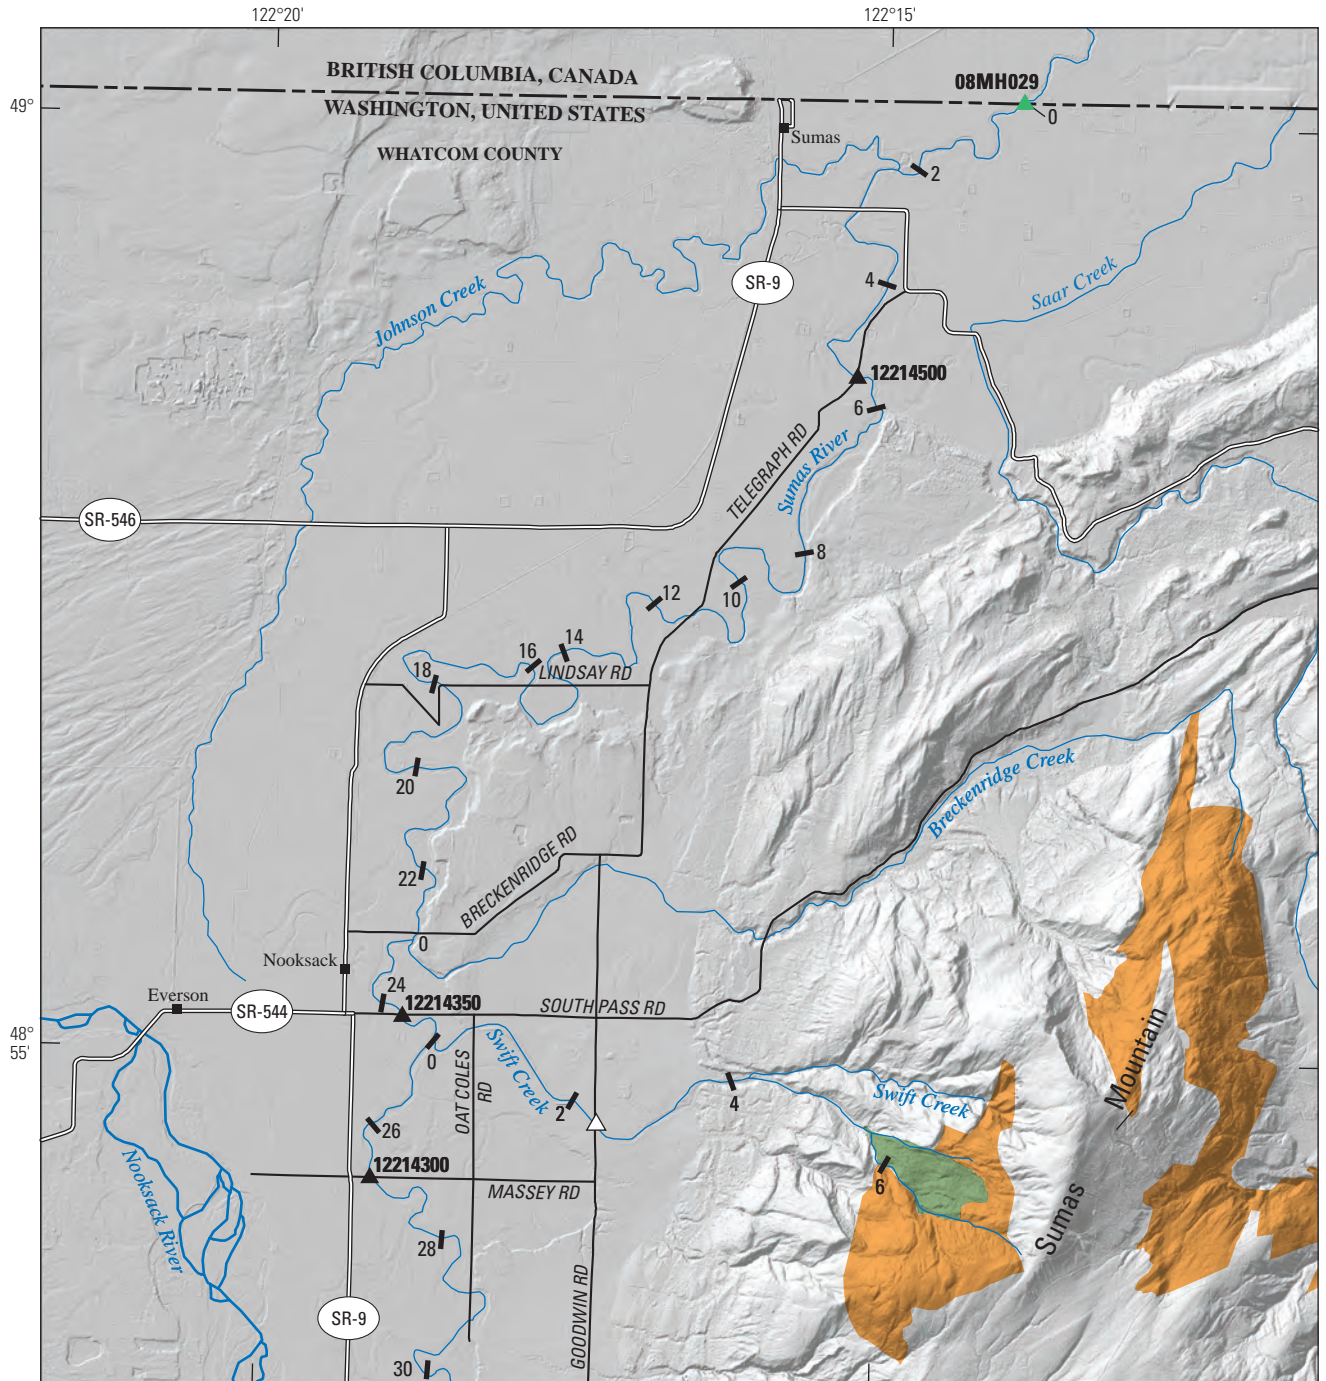 122°20'
122°15'
49°
BRITISH COLUMBIA, CANADA
WASHINGTON, UNITED STATES
WHATCOM COUNTY
08MH029
0
Sumas
2
SR-9
4
Saar Creek
Johnson Creek
12214500
6
TELEGRAPH RD
Sumas River
SR-546
8
10
12
14
16
LINDSAY RD
18
20
Breckenridge Creek
22
BRECKENRIDGE RD
0
Nooksack
24
Everson
SR-544
12214350
SOUTH PASS RD
48°
55'
0
OAT COLES
RD
Swift Creek
2
4
Swift Creek
Mountain
26
12214300
MASSEY RD
6
Nooksack River
Sumas
28
SR-9
GOODWIN RD
30